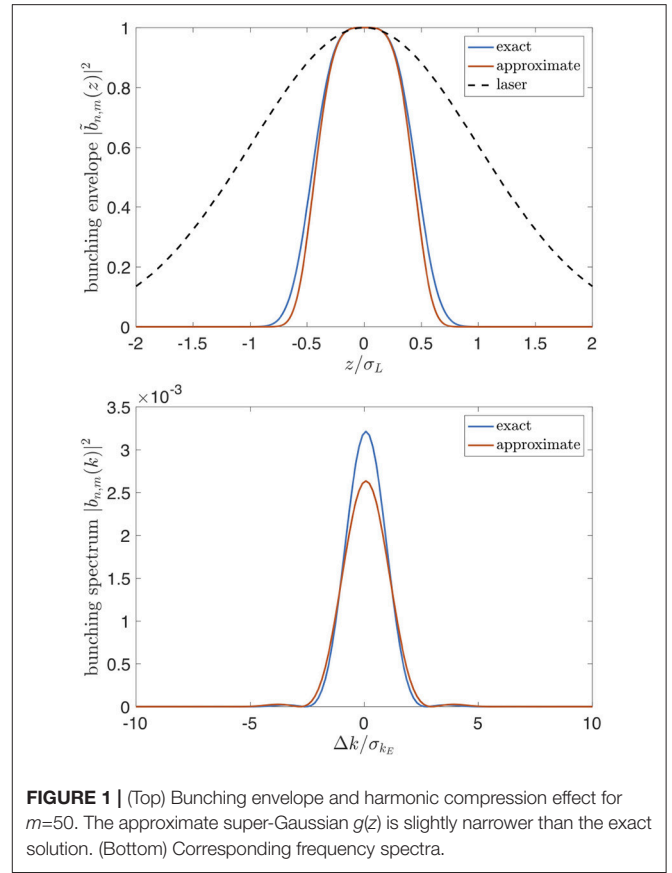 1
0.8
0.6
0.4
0.2
0
bunching envelope |b̃n,m(z)|²
exact
approximate
laser
-2 -1.5 -1 -0.5 0 0.5 1 1.5 2
z/σL
×10⁻³
3.5
3
2.5
2
1.5
1
0.5
0
bunching spectrum |bn,m(k)|²
exact
approximate
-10 -5 0 5 10
Δk/σkE
FIGURE 1 | (Top) Bunching envelope and harmonic compression effect for
m=50. The approximate super-Gaussian g(z) is slightly narrower than the exact
solution. (Bottom) Corresponding frequency spectra.